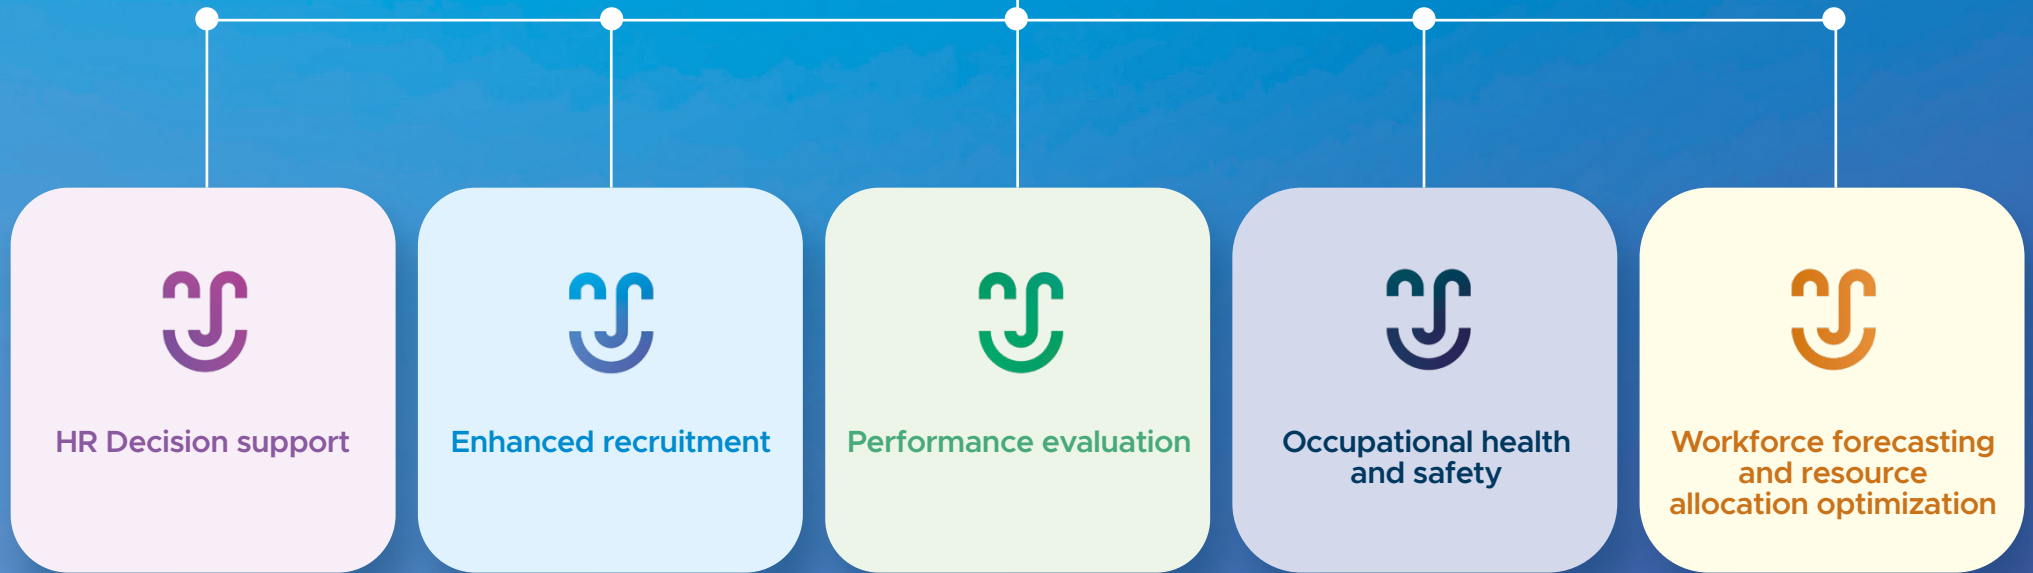 HR Decision support
Enhanced recruitment
Performance evaluation
Occupational health
and safety
Workforce forecasting
and resource
allocation optimization